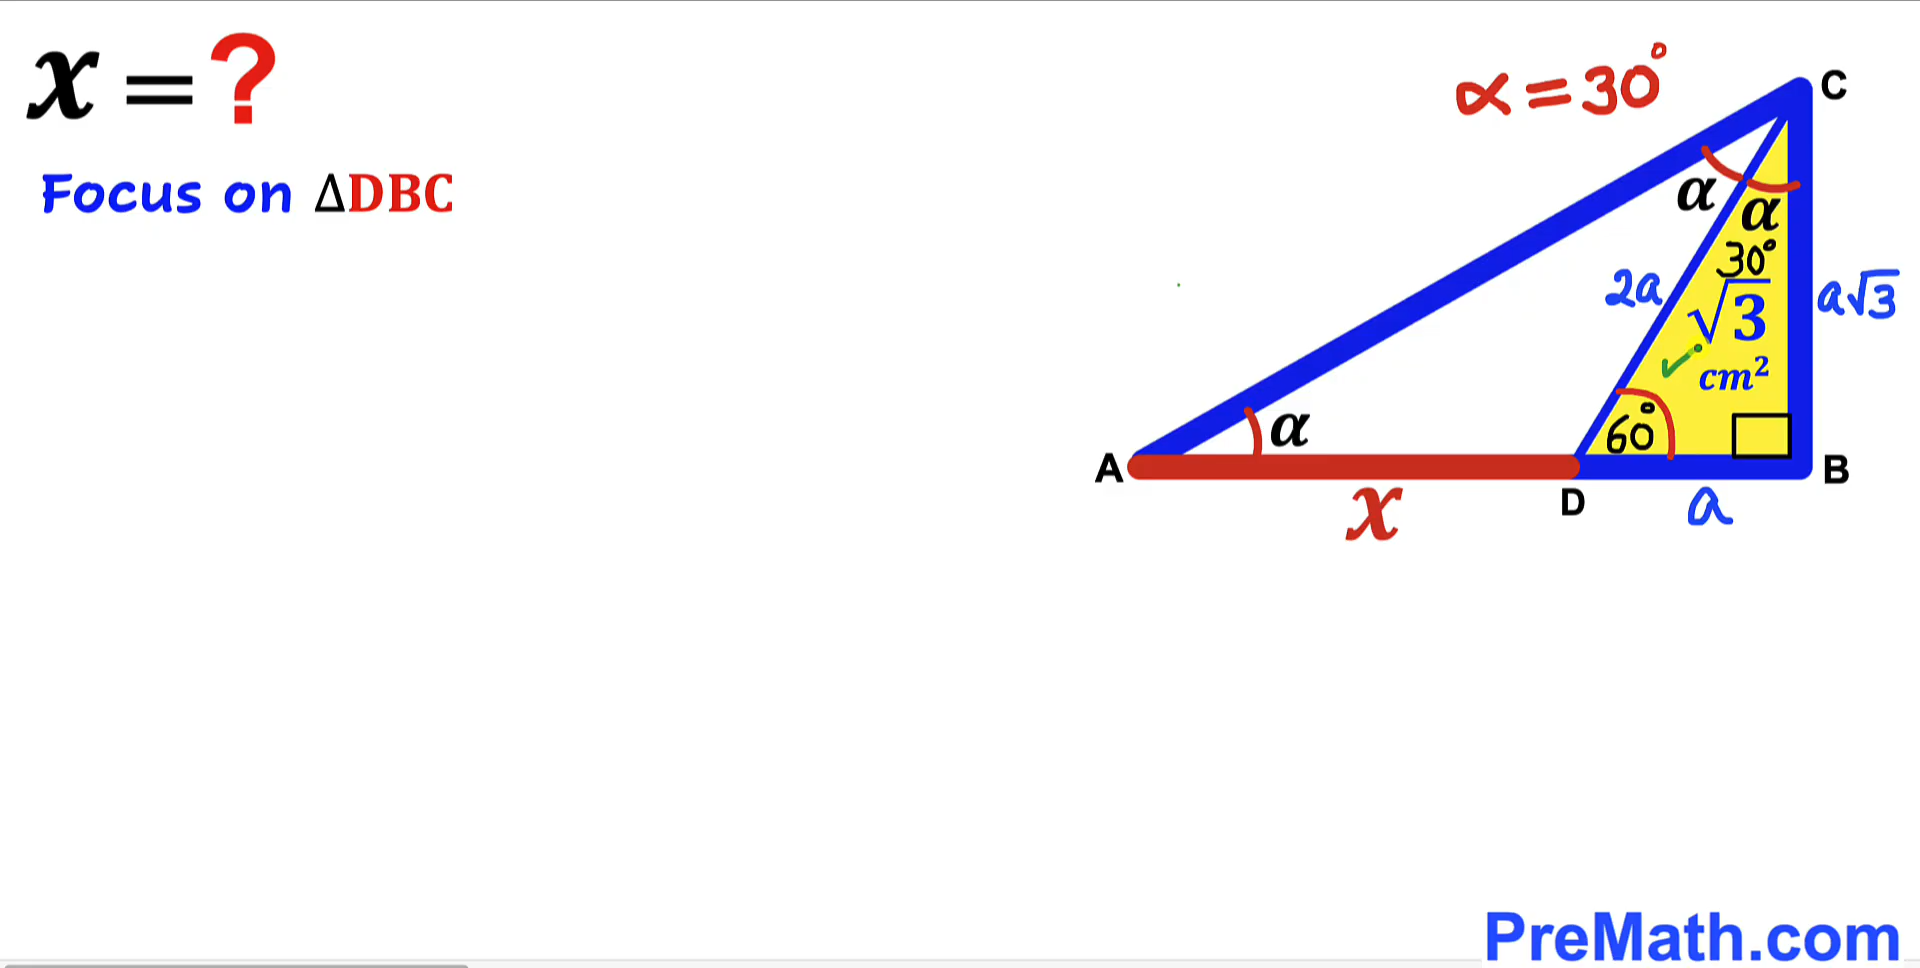 x = ?
Focus on ΔDBC
α = 30°
C
α
α
30°
2a
√3
a√3
cm²
α
60°
A
B
x
D
a
PreMath.com